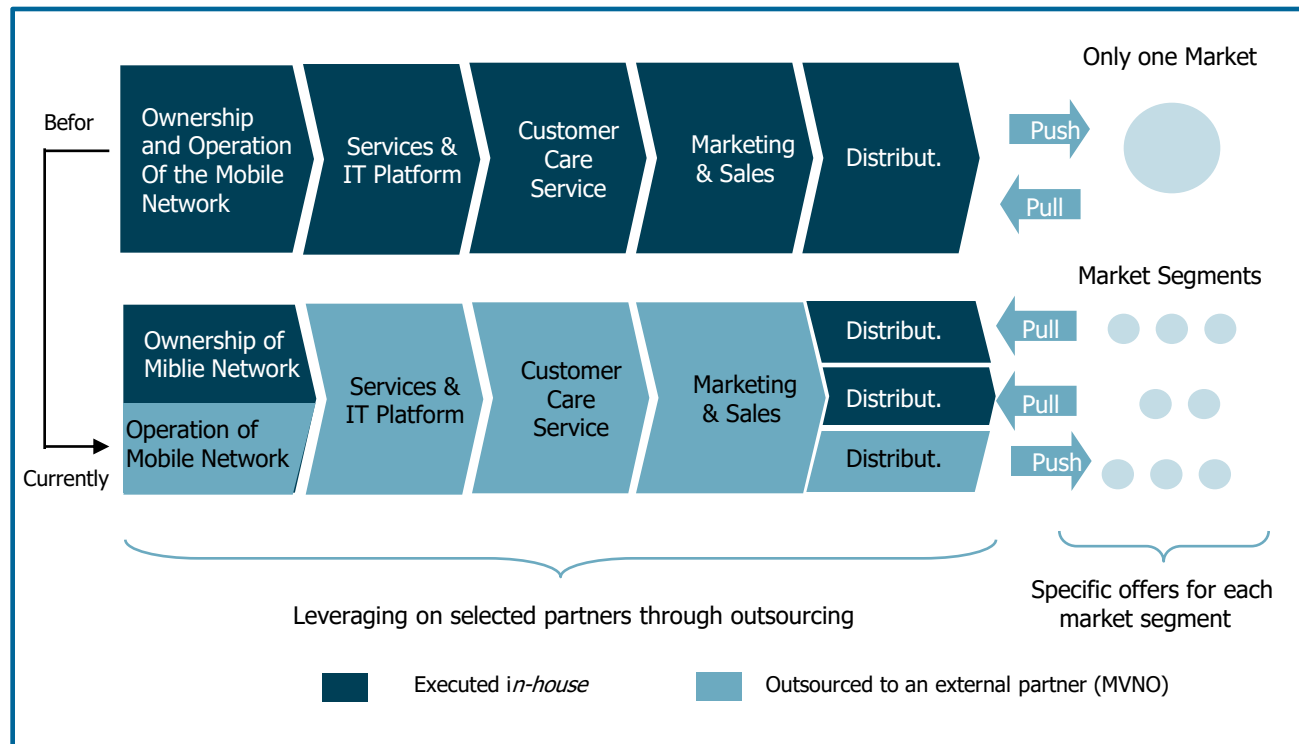 Only one Market
Befor
Ownership
and Operation
Of the Mobile
Network
Services &
IT Platform
Customer
Care
Service
Marketing
& Sales
Distribut.
Push
Pull
Market Segments
Ownership of
Miblie Network
Operation of
Mobile Network
Currently
Services &
IT Platform
Customer
Care
Service
Marketing
& Sales
Distribut.
Distribut.
Distribut.
Pull
Pull
Push
Leveraging on selected partners through outsourcing
Specific offers for each
market segment
Executed in-house
Outsourced to an external partner (MVNO)